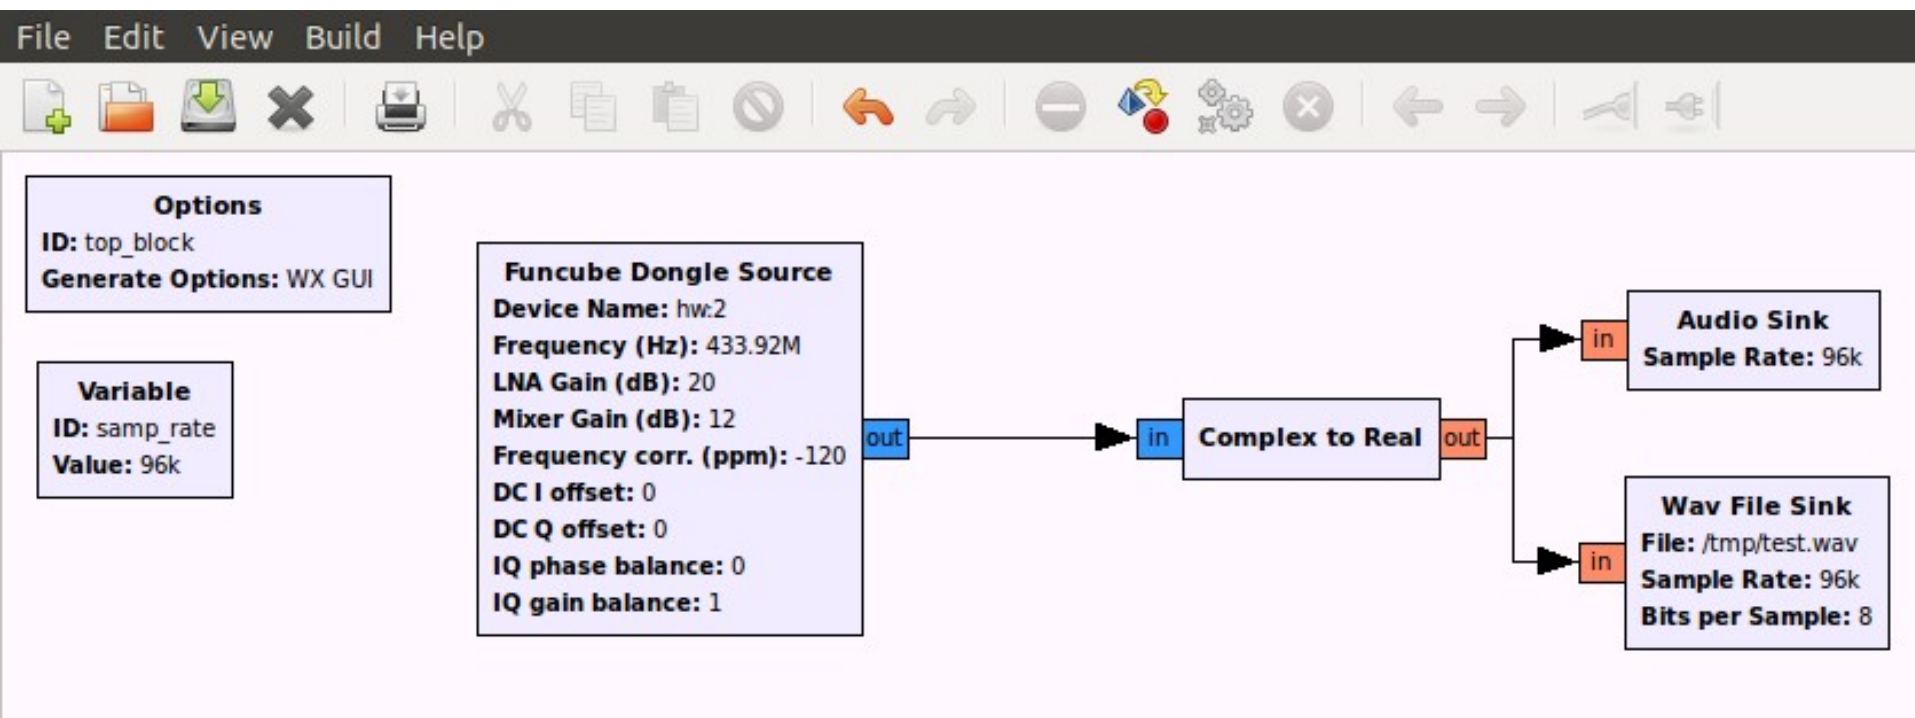 File Edit View Build Help
Options
ID: top_block
Generate Options: WX GUI
Variable
ID: samp_rate
Value: 96k
Funcube Dongle Source
Device Name: hw:2
Frequency (Hz): 433.92M
LNA Gain (dB): 20
Mixer Gain (dB): 12
Frequency corr. (ppm): -120
DC I offset: 0
DC Q offset: 0
IQ phase balance: 0
IQ gain balance: 1
out
in
Complex to Real
out
in
Audio Sink
Sample Rate: 96k
in
Wav File Sink
File: /tmp/test.wav
Sample Rate: 96k
Bits per Sample: 8